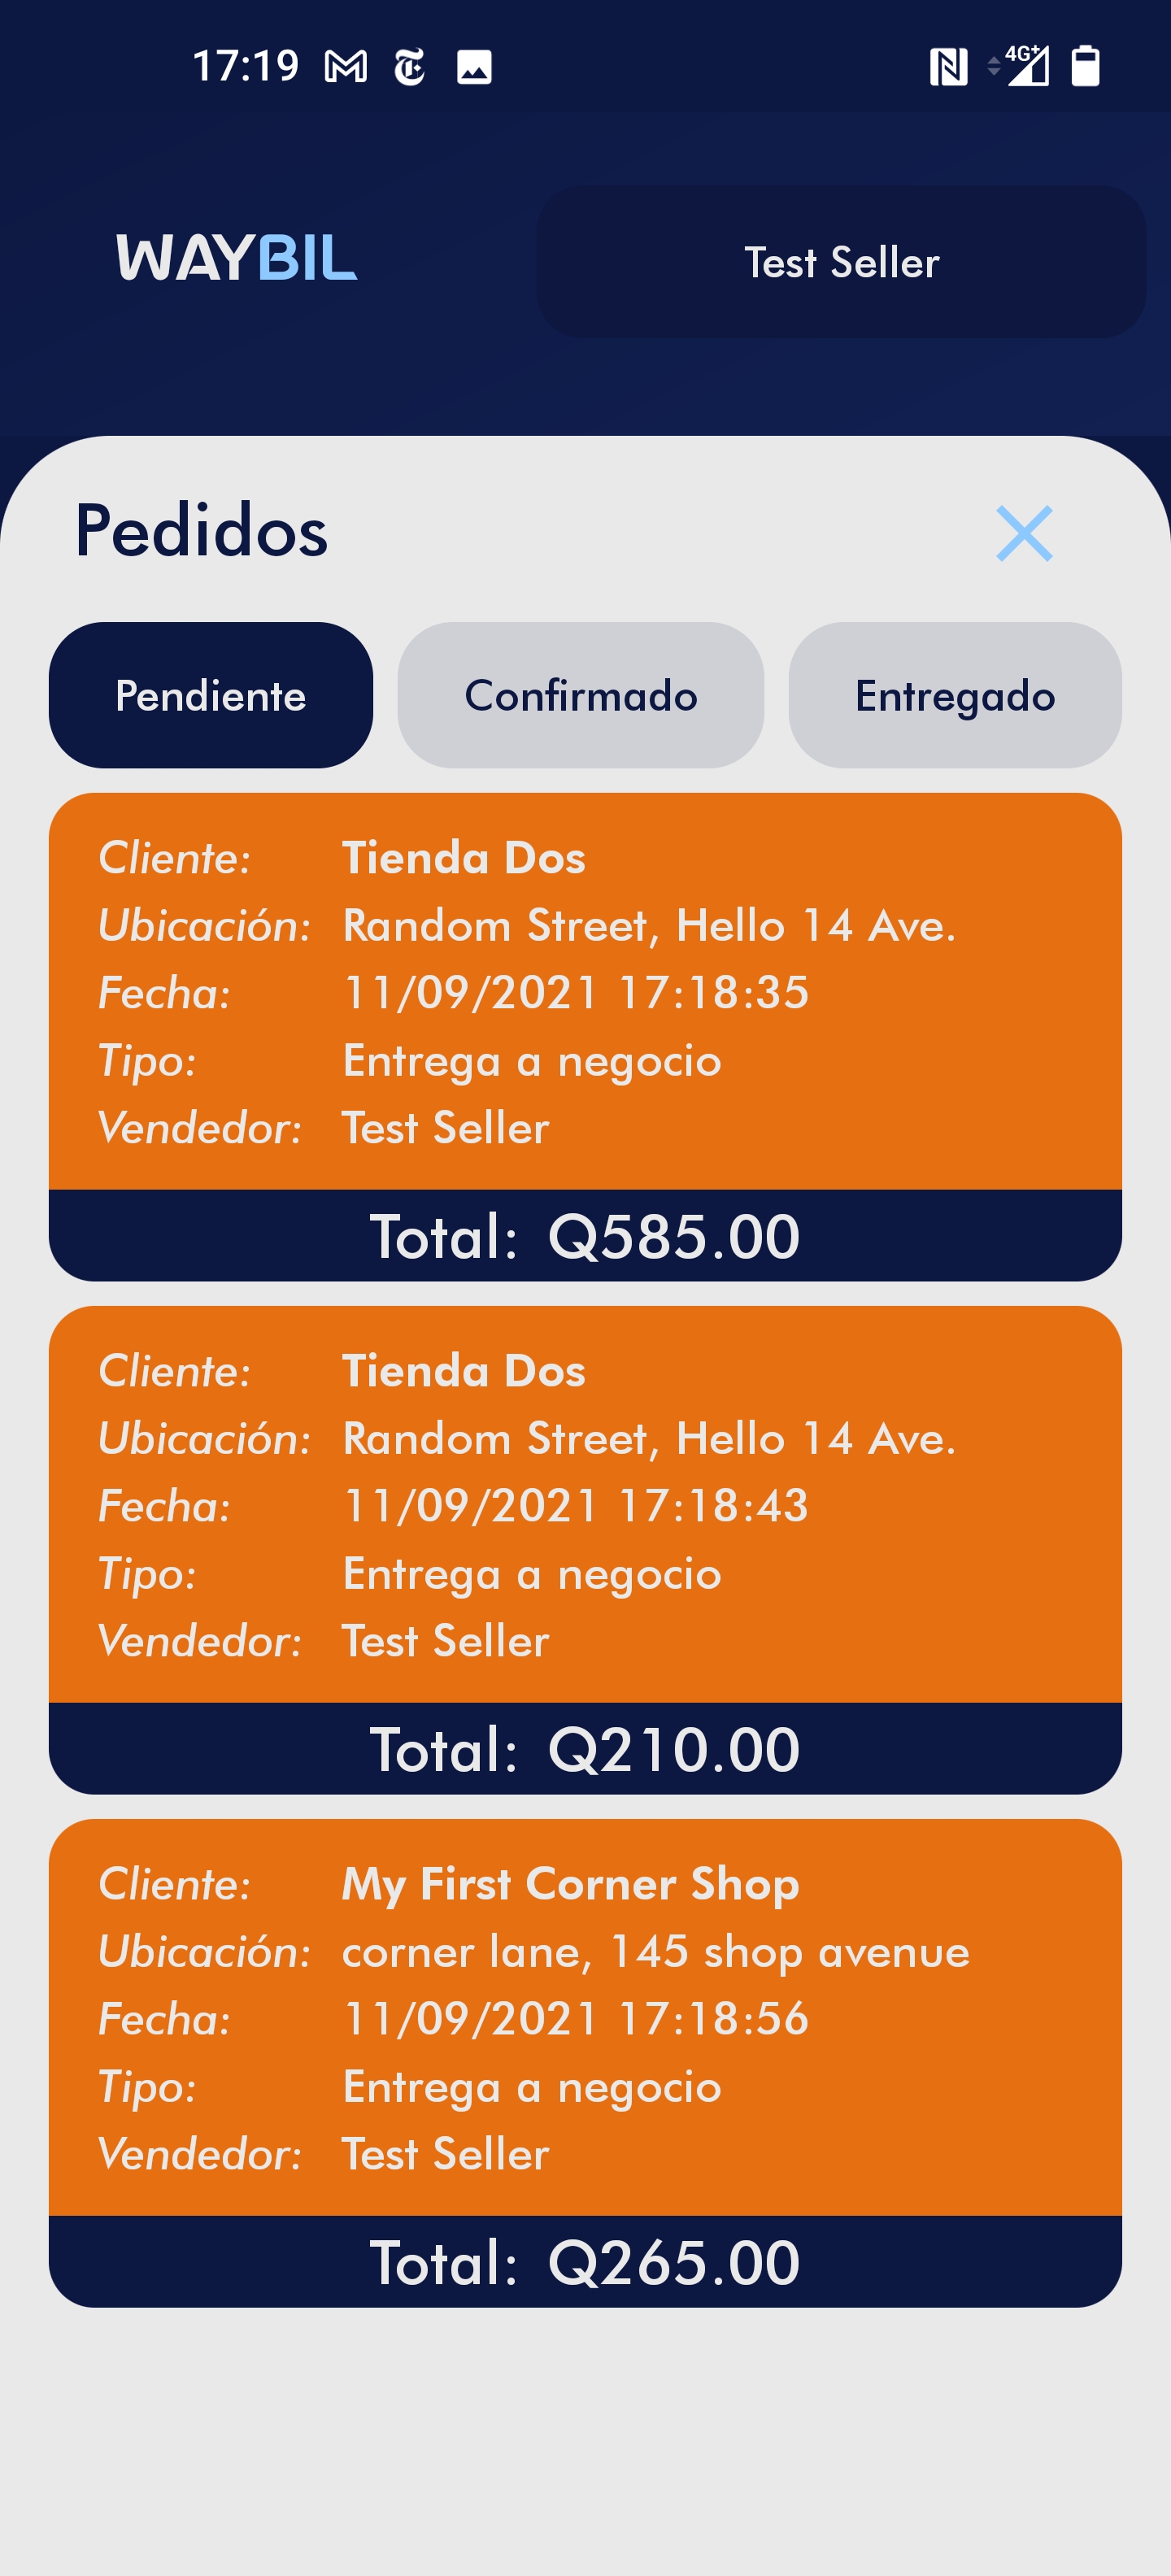 17:19
4G+
WAYBIL
Test Seller
Pedidos
Pendiente
Confirmado
Entregado
Cliente: Tienda Dos
Ubicación: Random Street, Hello 14 Ave.
Fecha: 11/09/2021 17:18:35
Tipo: Entrega a negocio
Vendedor: Test Seller
Total: Q585.00
Cliente: Tienda Dos
Ubicación: Random Street, Hello 14 Ave.
Fecha: 11/09/2021 17:18:43
Tipo: Entrega a negocio
Vendedor: Test Seller
Total: Q210.00
Cliente: My First Corner Shop
Ubicación: corner lane, 145 shop avenue
Fecha: 11/09/2021 17:18:56
Tipo: Entrega a negocio
Vendedor: Test Seller
Total: Q265.00